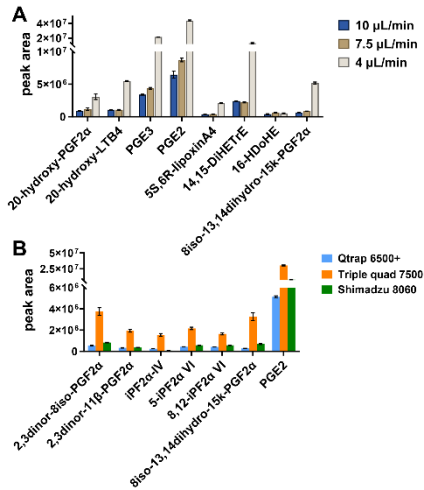 A
peak area
4×10⁷
2×10⁷
1×10⁷
5×10⁶
0
10 µL/min
7.5 µL/min
4 µL/min
20-hydroxy-PGF2α
20-hydroxy-LTB4
PGE3
PGE2
5S,6R-lipoxinA4
14,15-DiHETrE
16-HDoHE
8iso-13,14dihydro-15k-PGF2α
B
peak area
5×10⁷
2.5×10⁷
6×10⁶
4×10⁶
2×10⁶
0
Qtrap 6500+
Triple quad 7500
Shimadzu 8060
2,3dinor-8iso-PGF2α
2,3dinor-11β-PGF2α
iPF2α-IV
5-iPF2α VI
8,12-iPF2α VI
8iso-13,14dihydro-15k-PGF2α
PGE2